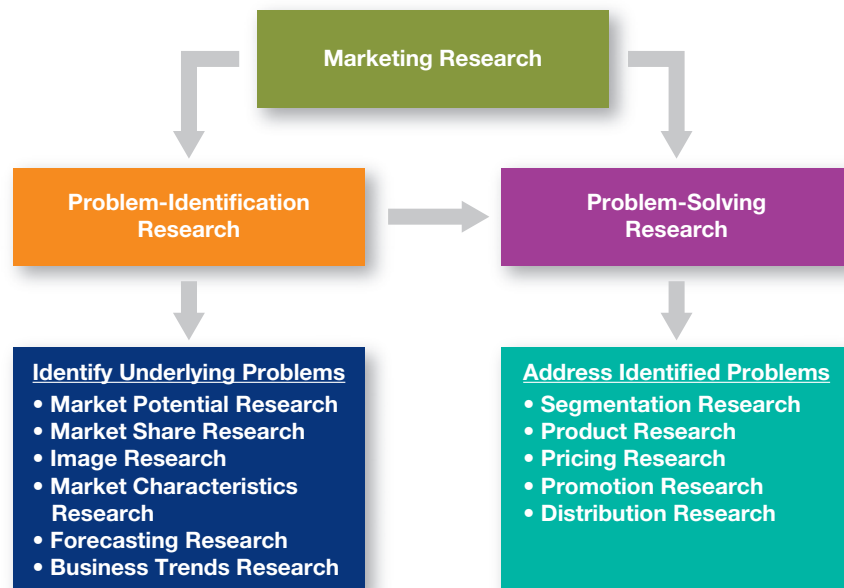 Marketing Research
Problem-Identification
Research
Problem-Solving
Research
Identify Underlying Problems
• Market Potential Research
• Market Share Research
• Image Research
• Market Characteristics
Research
• Forecasting Research
• Business Trends Research
Address Identified Problems
• Segmentation Research
• Product Research
• Pricing Research
• Promotion Research
• Distribution Research